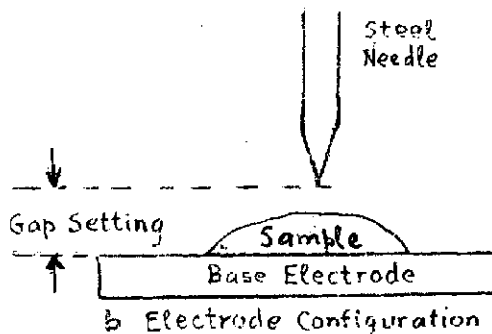 Steel
Needle
Gap Setting
Sample
Base Electrode
b Electrode Configuration